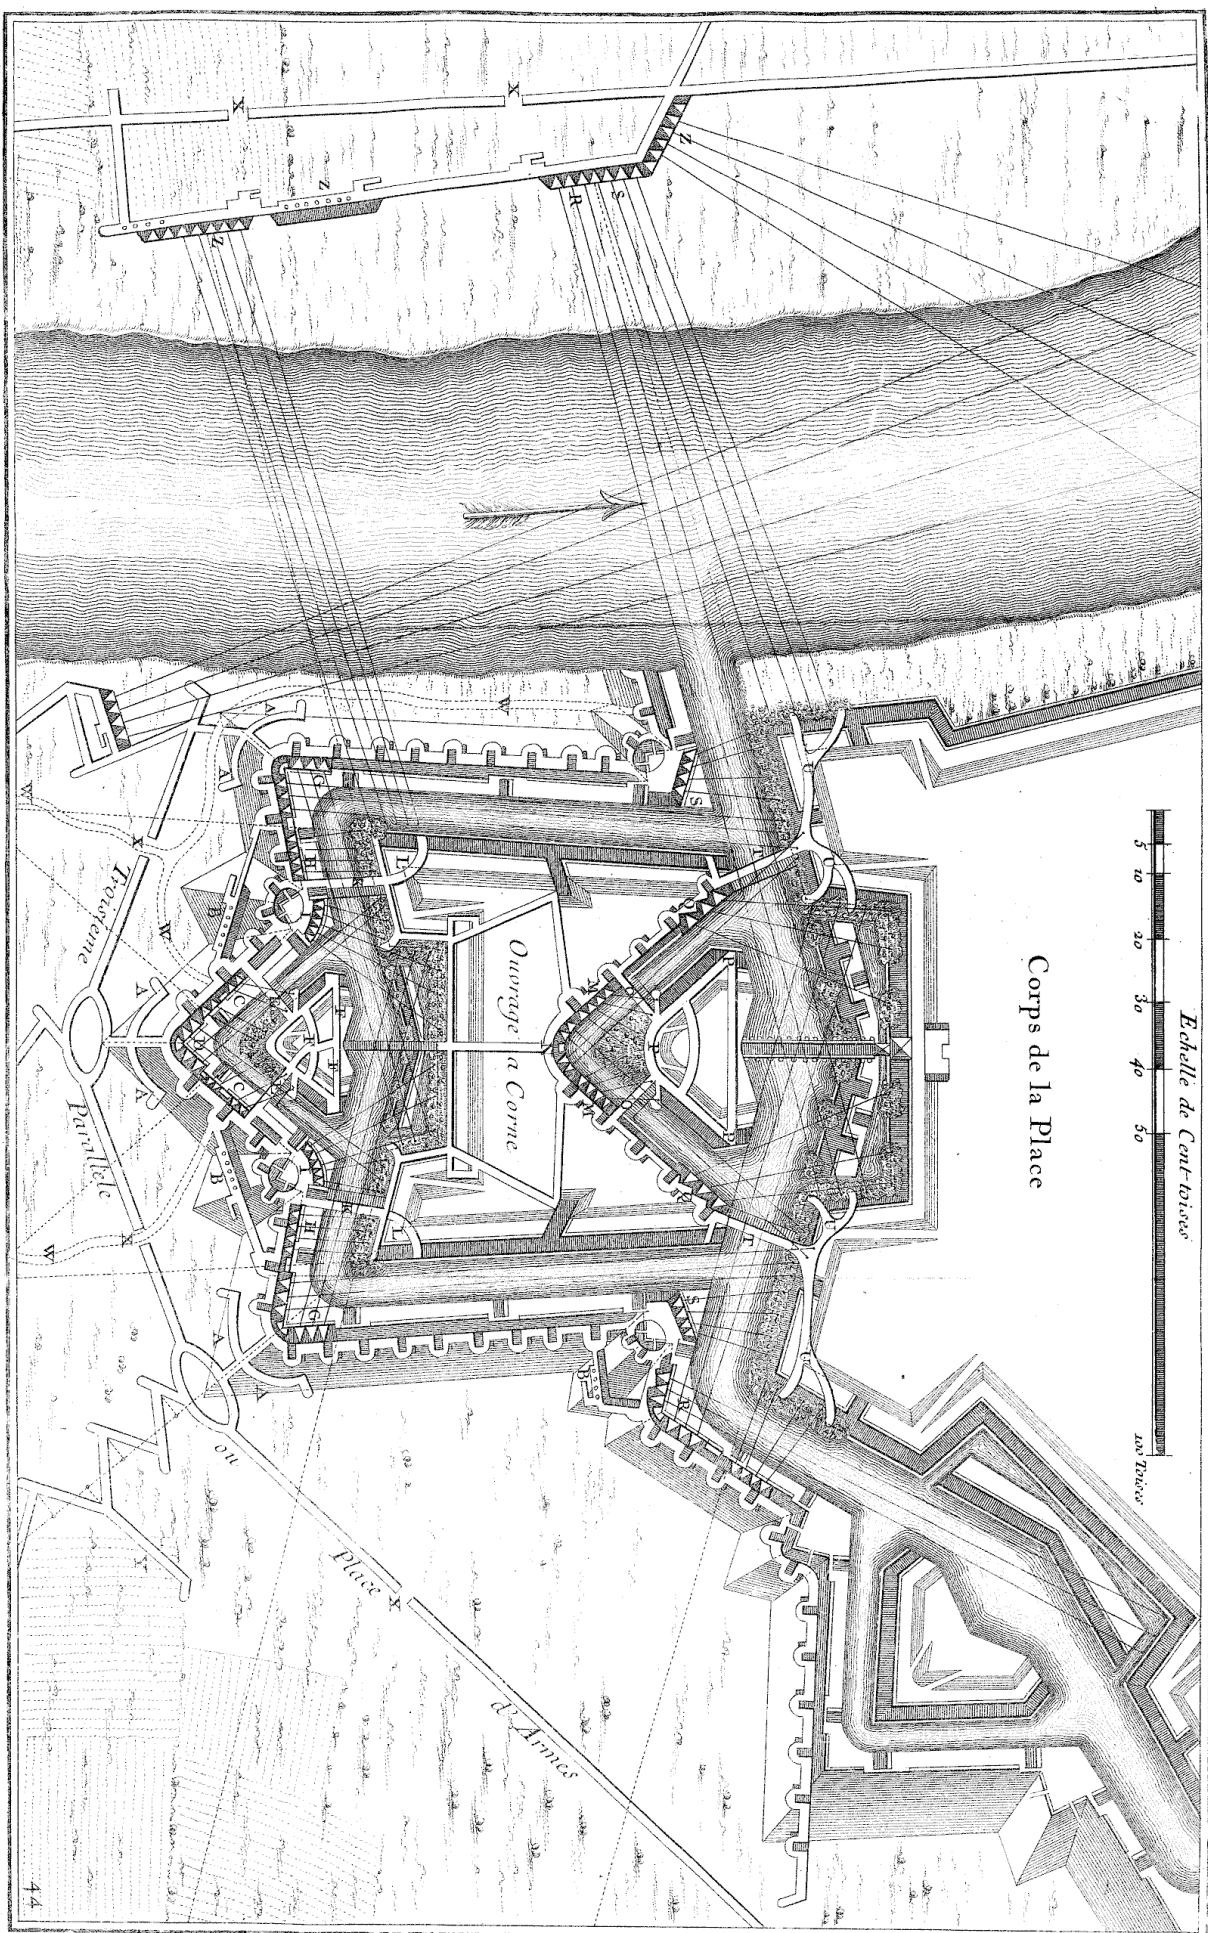 Echelle de Cent toises
5 10 20 30 40 50 100 Toises
Corps de la Place
Ouvrage a Corne
Troisieme Parallele ou place d'Armes
X
X
Z
Z
Z
S
R
W
W
W
W
X
X
X
Y
A
A
A
A
A
A
B
B
B
C
C
G
G
H
H
K
K
L
L
F
F
F
M
M
O
O
P
P
P
Q
Q
R
S
S
T
T
U
U
U
U
44